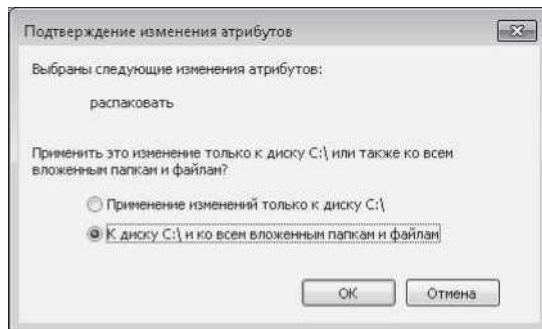 Подтверждение изменения атрибутов
Выбраны следующие изменения атрибутов:
распаковать
Применить это изменение только к диску C:\ или также ко всем
вложенным папкам и файлам?
Применение изменений только к диску C:\
К диску C:\ и ко всем вложенным папкам и файлам
ОК
Отмена